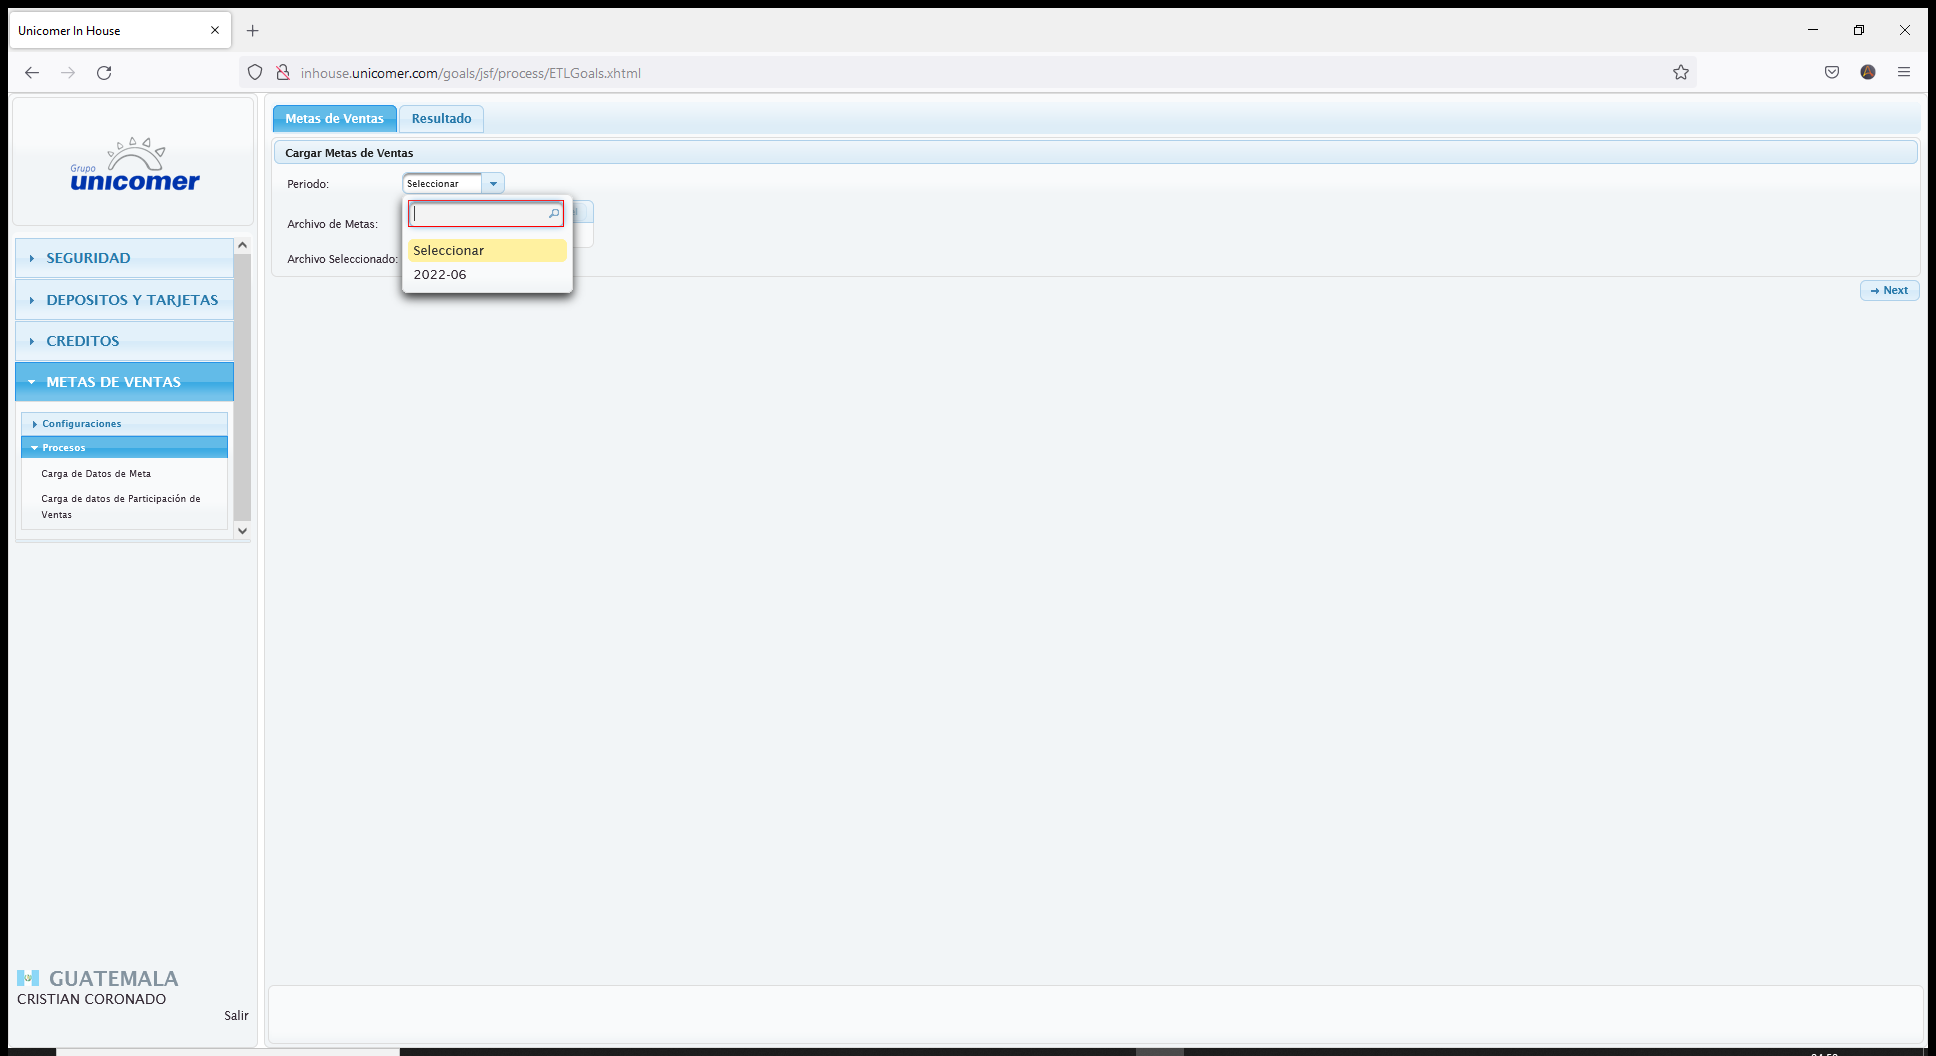 Unicomer In House
inhouse.unicomer.com/goals/jsf/process/ETLGoals.xhtml
Grupo
unicomer
SEGURIDAD
DEPOSITOS Y TARJETAS
CREDITOS
METAS DE VENTAS
Configuraciones
Procesos
Carga de Datos de Meta
Carga de datos de Participación de
Ventas
GUATEMALA
CRISTIAN CORONADO
Salir
Metas de Ventas
Resultado
Cargar Metas de Ventas
Periodo:
Seleccionar
Archivo de Metas:
Archivo Seleccionado:
Seleccionar
2022-06
Next